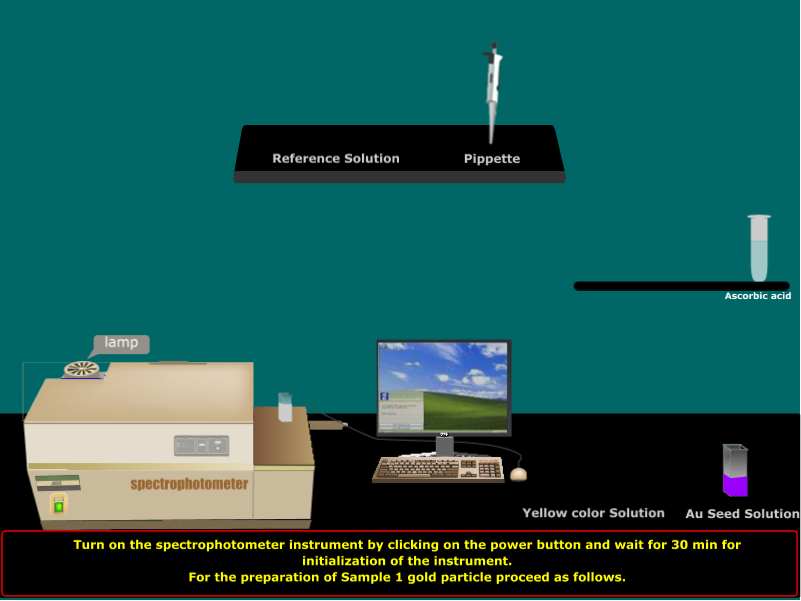 Reference Solution
Pippette
Ascorbic acid
lamp
spectrophotometer
Yellow color Solution
Au Seed Solution
Turn on the spectrophotometer instrument by clicking on the power button and wait for 30 min for
initialization of the instrument.
For the preparation of Sample 1 gold particle proceed as follows.